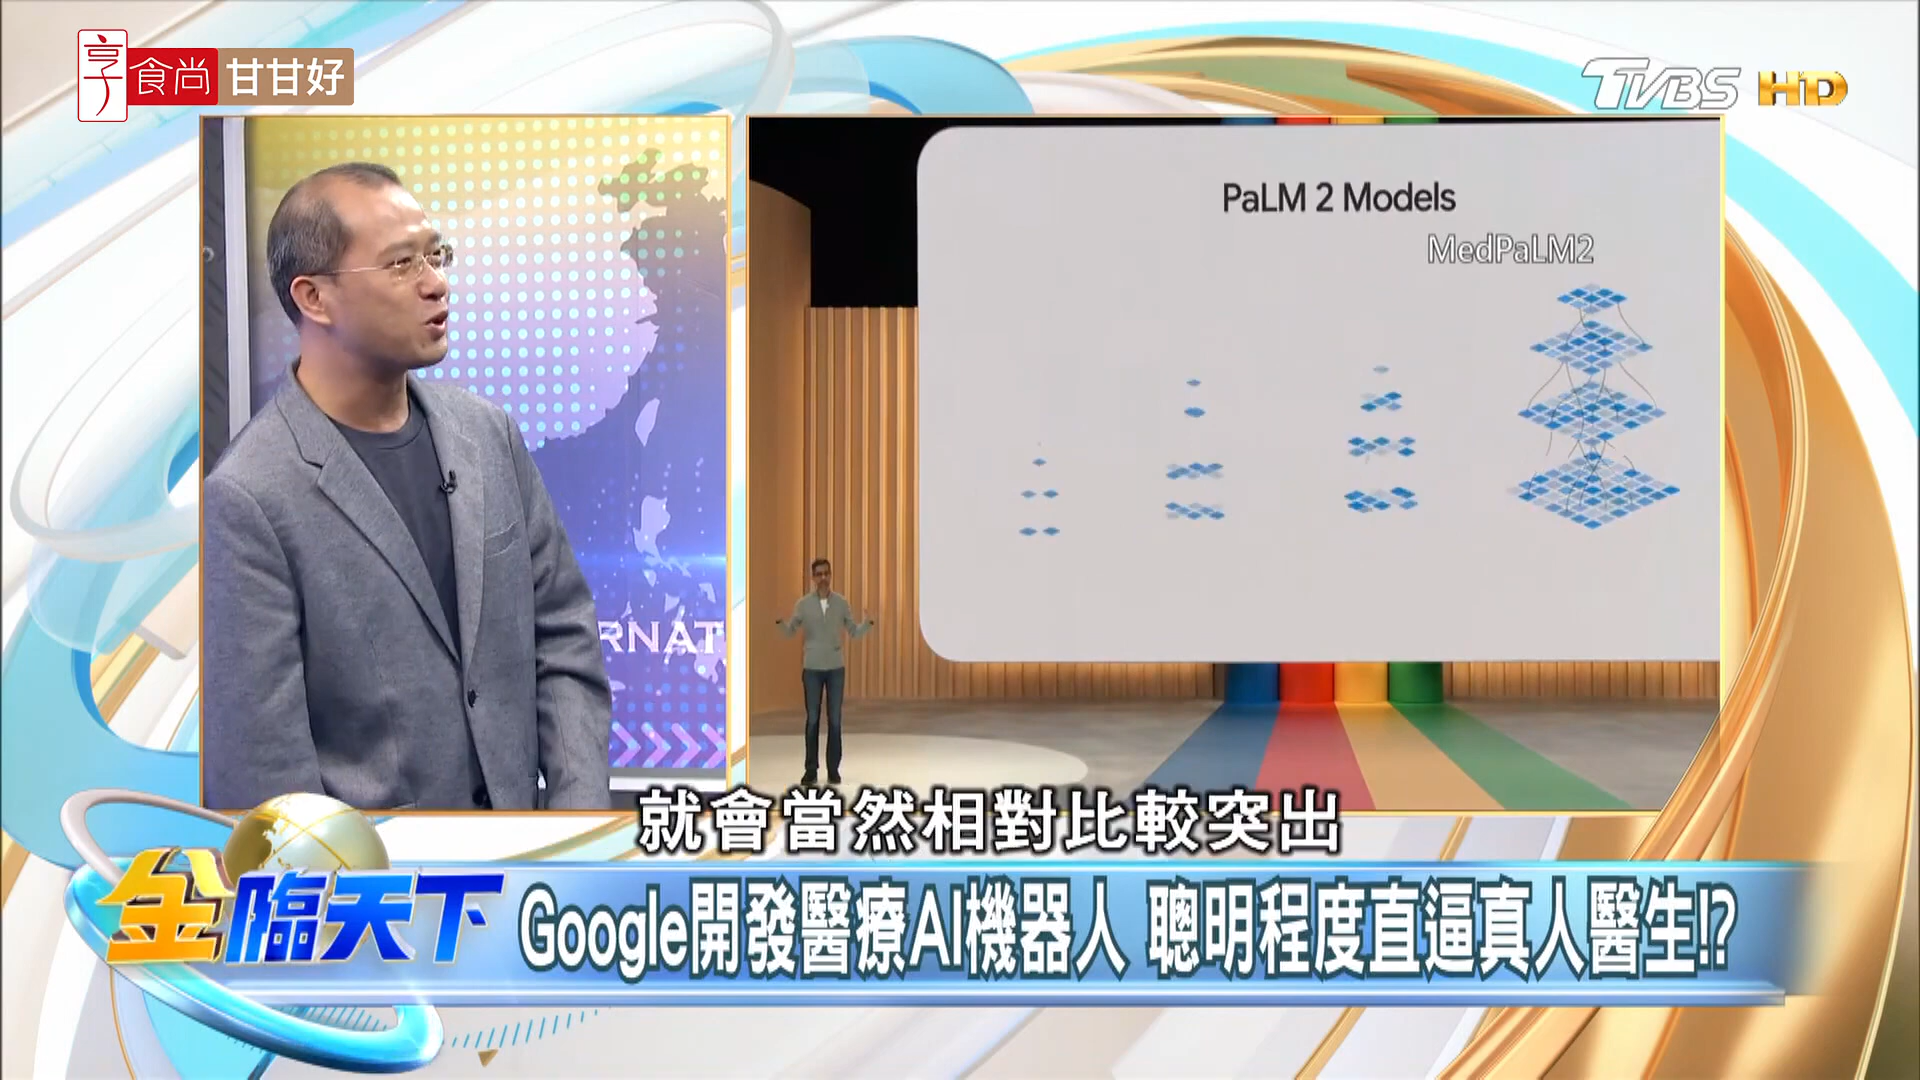 享
食尚
甘甘好
TVBS HD
PaLM 2 Models
MedPaLM2
RNAT
就會當然相對比較突出
金臨天下
Google開發醫療AI機器人 聰明程度直逼真人醫生!?